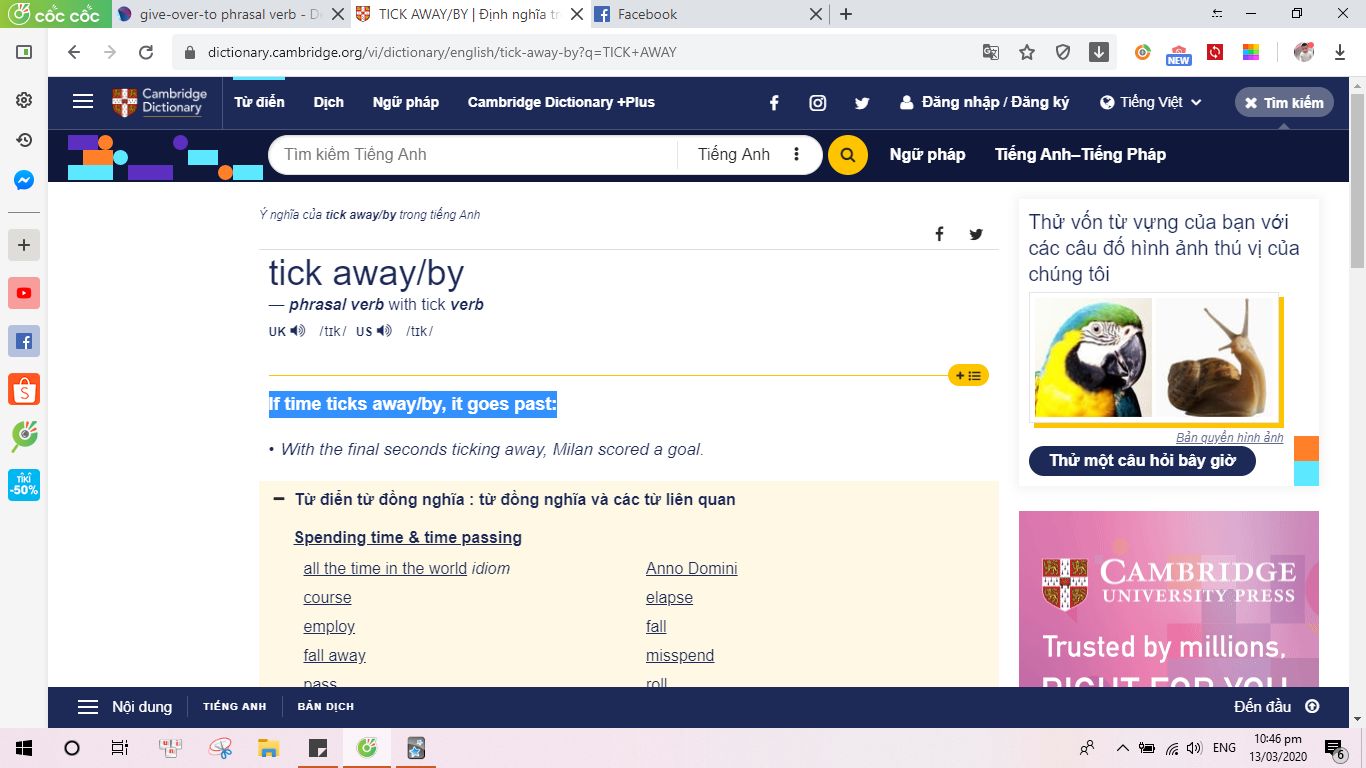 cốc cốc
give-over-to phrasal verb - De
TICK AWAY/BY | Định nghĩa tr
Facebook
dictionary.cambridge.org/vi/dictionary/english/tick-away-by?q=TICK+AWAY
NEW
Cambridge Dictionary
Từ điển
Dịch
Ngữ pháp
Cambridge Dictionary +Plus
Đăng nhập / Đăng ký
Tiếng Việt
Tìm kiếm
Tìm kiếm Tiếng Anh
Tiếng Anh
Ngữ pháp
Tiếng Anh–Tiếng Pháp
Ý nghĩa của tick away/by trong tiếng Anh
tick away/by
— phrasal verb with tick verb
UK /tɪk/ US /tɪk/
If time ticks away/by, it goes past:
• With the final seconds ticking away, Milan scored a goal.
Từ điển từ đồng nghĩa : từ đồng nghĩa và các từ liên quan
Spending time & time passing
all the time in the world idiom
Anno Domini
course
elapse
employ
fall
fall away
misspend
pass
roll
Thử vốn từ vựng của bạn với
các câu đố hình ảnh thú vị của
chúng tôi
Bản quyền hình ảnh
Thử một câu hỏi bây giờ
CAMBRIDGE
UNIVERSITY PRESS
Trusted by millions,
RIGHT FOR YOU
TIKI
-50%
Nội dung
TIẾNG ANH
BẢN DỊCH
Đến đầu
ENG
10:46 pm
13/03/2020
6